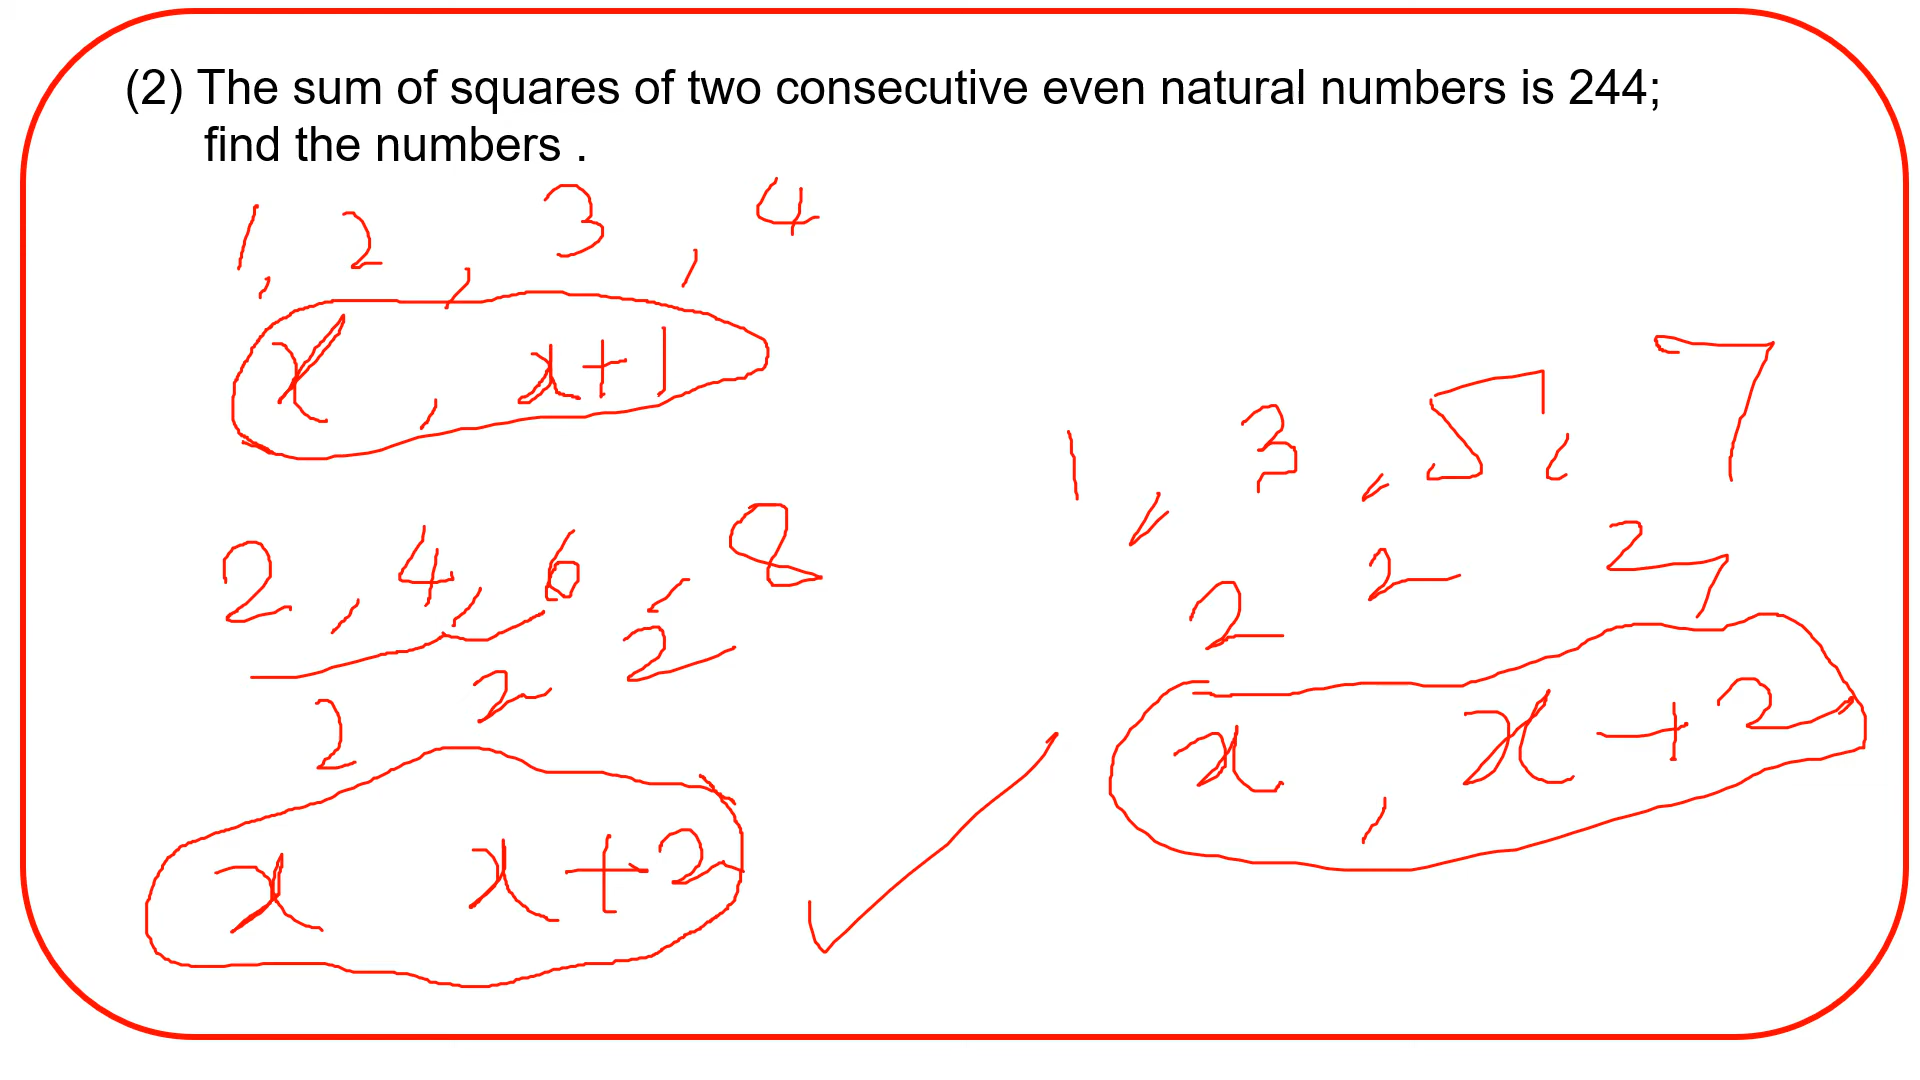 (2) The sum of squares of two consecutive even natural numbers is 244;
find the numbers .
1, 2, 3, 4
x, x+1
1, 3, 5, 7
2 2 2
2, 4, 6, 8
2 2 2
x, x+2
x x+2